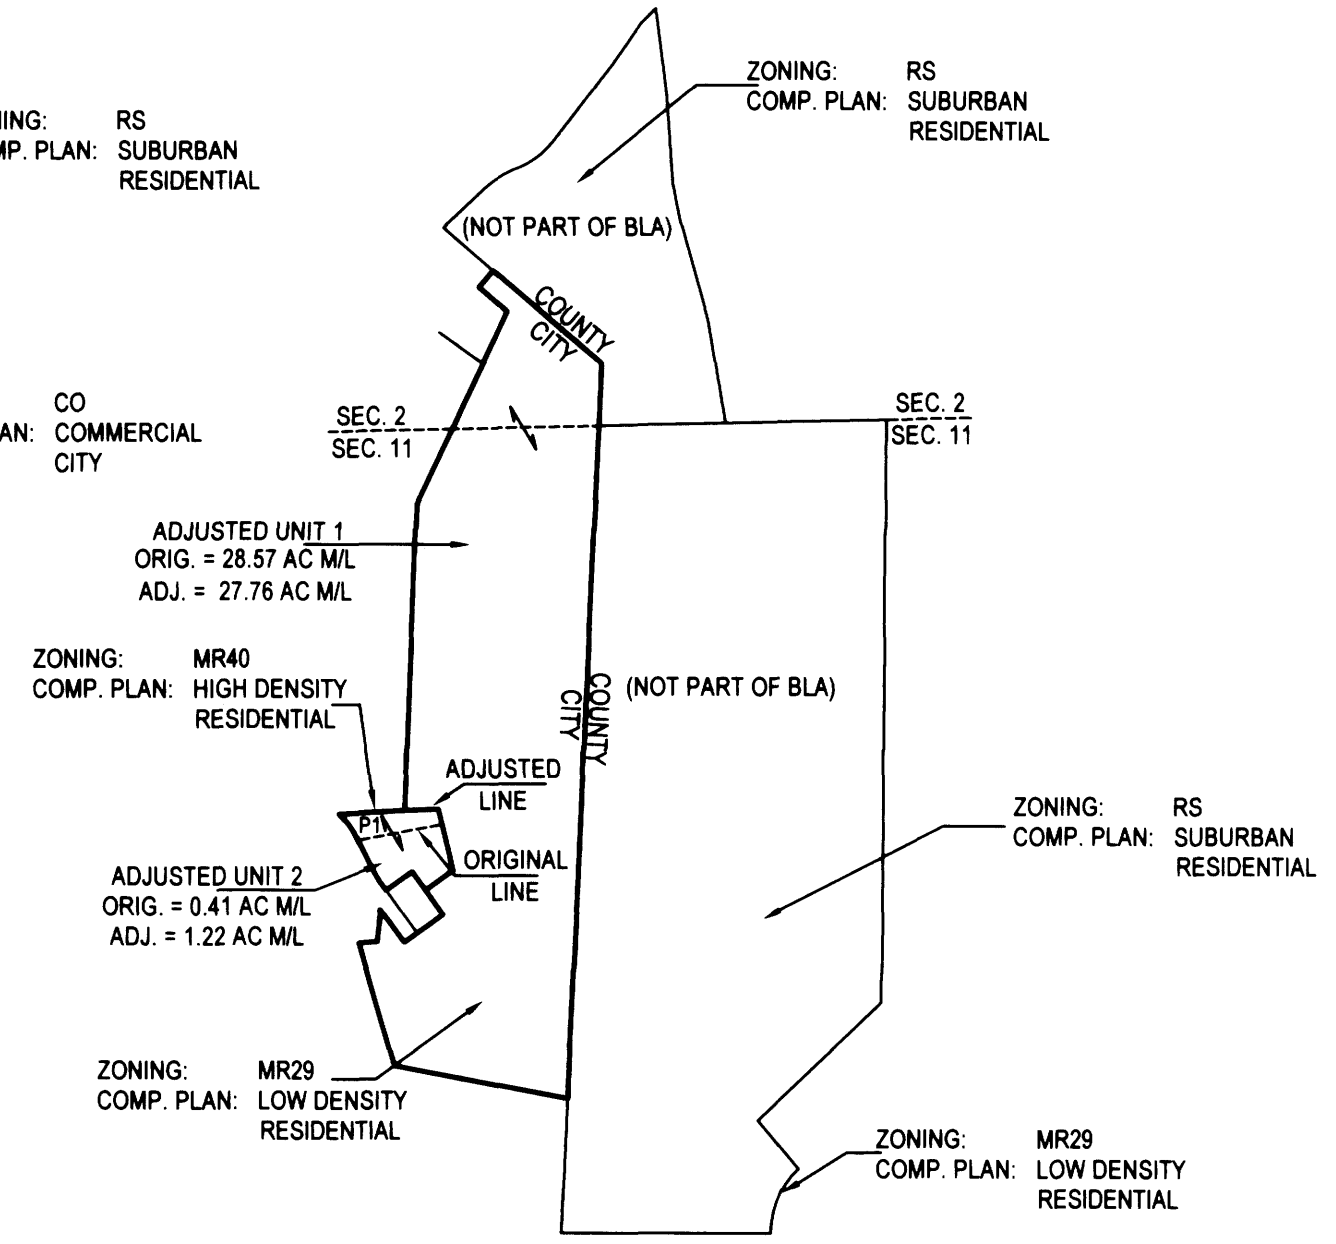 ZONING: RS
COMP. PLAN: SUBURBAN
RESIDENTIAL
NING: RS
MP. PLAN: SUBURBAN
RESIDENTIAL
(NOT PART OF BLA)
COUNTY
CITY
CO
AN: COMMERCIAL
CITY
SEC. 2
SEC. 11
SEC. 2
SEC. 11
ADJUSTED UNIT 1
ORIG. = 28.57 AC M/L
ADJ. = 27.76 AC M/L
ZONING: MR40
COMP. PLAN: HIGH DENSITY
RESIDENTIAL
COUNTY
CITY
(NOT PART OF BLA)
ADJUSTED
LINE
P1
ORIGINAL
LINE
ADJUSTED UNIT 2
ORIG. = 0.41 AC M/L
ADJ. = 1.22 AC M/L
ZONING: RS
COMP. PLAN: SUBURBAN
RESIDENTIAL
ZONING: MR29
COMP. PLAN: LOW DENSITY
RESIDENTIAL
ZONING: MR29
COMP. PLAN: LOW DENSITY
RESIDENTIAL